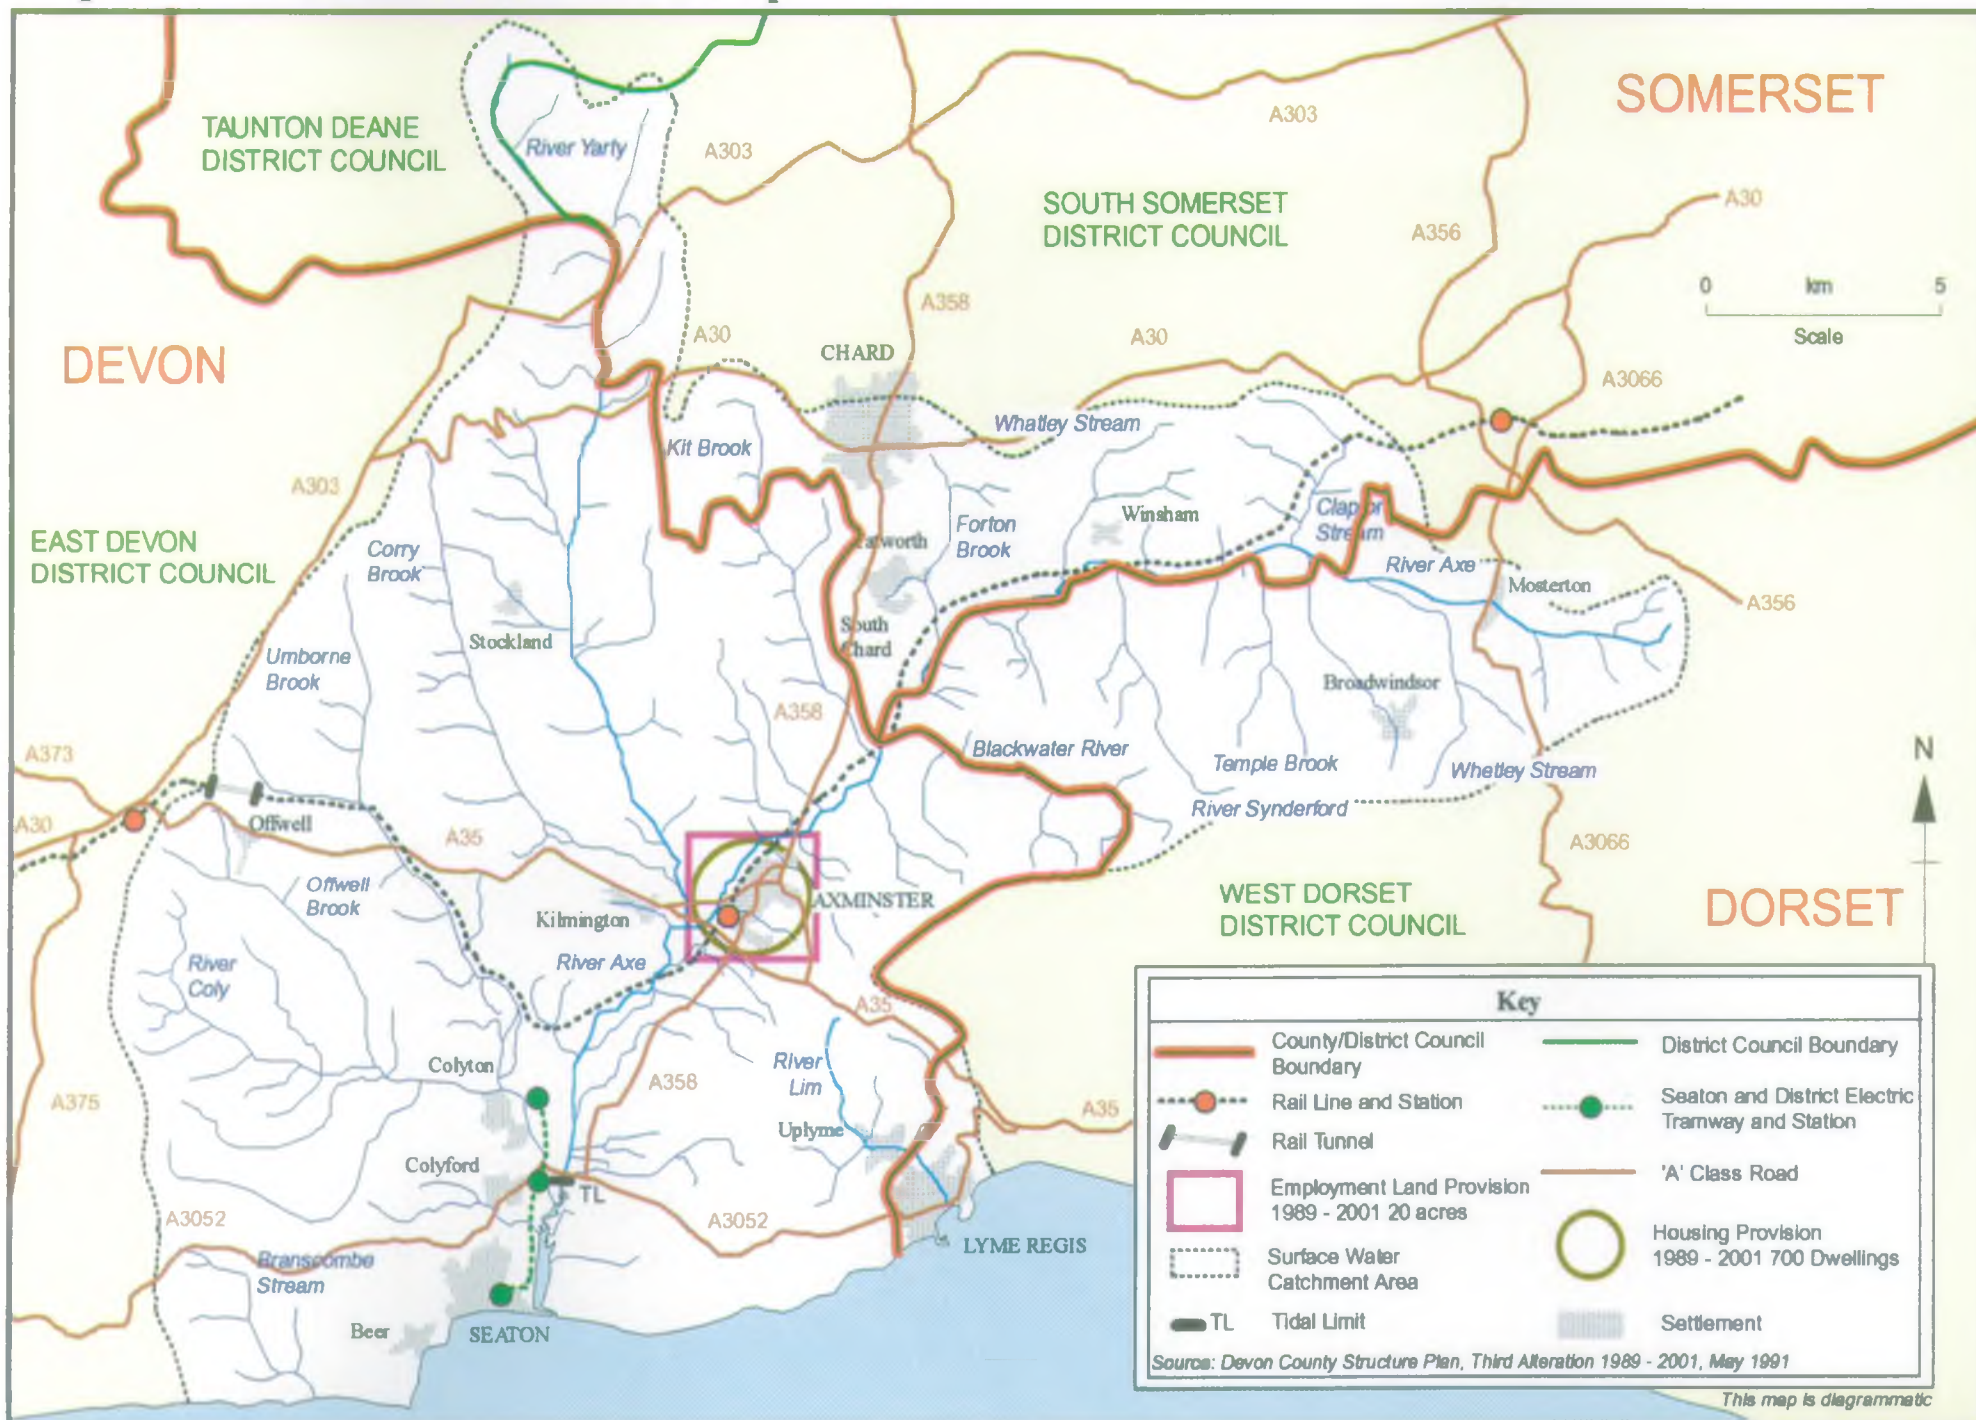 SOMERSET
TAUNTON DEANE
DISTRICT COUNCIL
River Yarty
A303
A303
SOUTH SOMERSET
DISTRICT COUNCIL
A356
A30
0 km 5
Scale
DEVON
A30
A358
CHARD
A30
A3066
Whatley Stream
Kit Brook
A303
EAST DEVON
DISTRICT COUNCIL
Corry
Brook
Forton
Brook
Winsham
Stream
River Axe
Mosterton
A356
Stockland
South
Chard
Umborne
Brook
Broadwindsor
A358
Blackwater River
Temple Brook
Whetley Stream
River Synderford
A373
A30
Offwell
A35
A3066
N
Offwell
Brook
Kilmington
AXMINSTER
WEST DORSET
DISTRICT COUNCIL
DORSET
River
Coly
River Axe
A35
River
Lim
Colyton
A358
A375
A35
Uplyme
Colyford
TL
A3052
A3052
Branscombe
Stream
LYME REGIS
Beer
SEATON
Key
County/District Council
Boundary
District Council Boundary
Rail Line and Station
Seaton and District Electric
Tramway and Station
Rail Tunnel
Employment Land Provision
1989 - 2001 20 acres
'A' Class Road
Housing Provision
1989 - 2001 700 Dwellings
Surface Water
Catchment Area
TL Tidal Limit
Settlement
Source: Devon County Structure Plan, Third Alteration 1989 - 2001, May 1991
This map is diagrammatic